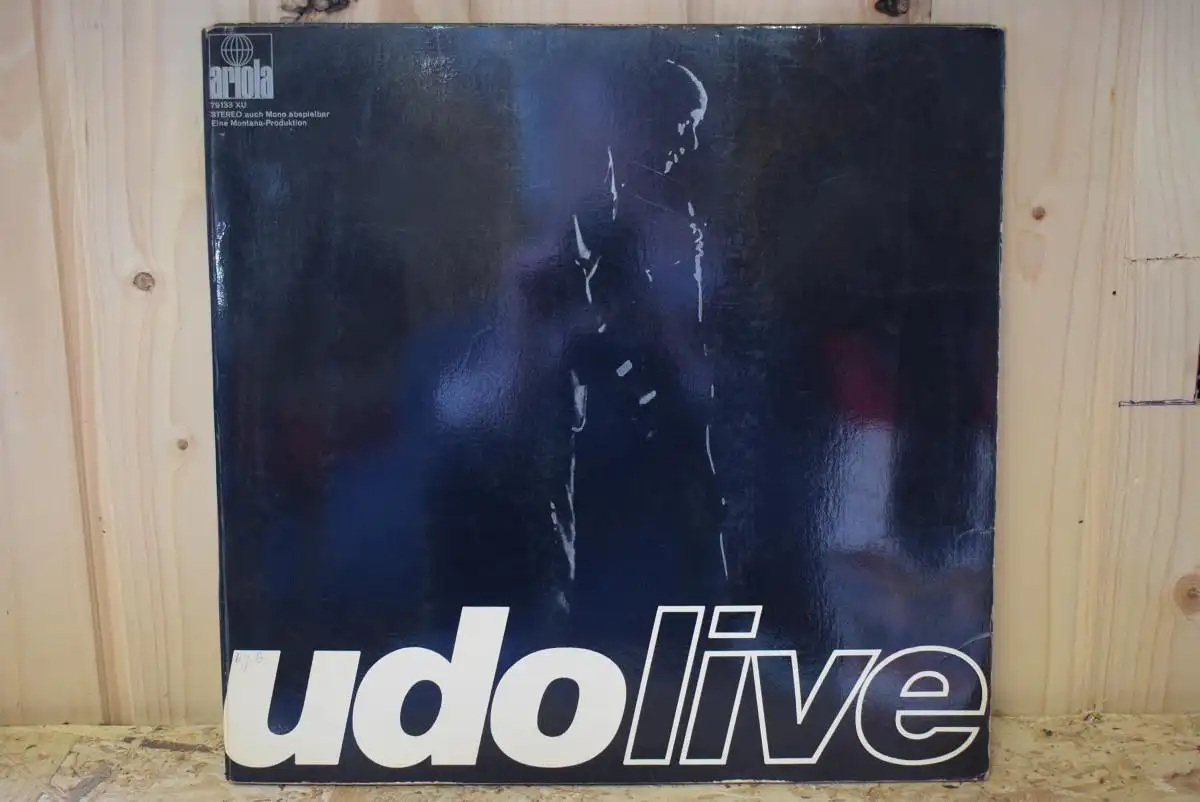 ariola
79133 XU
STEREO auch Mono abspielbar
Eine Montana-Produktion
udolive